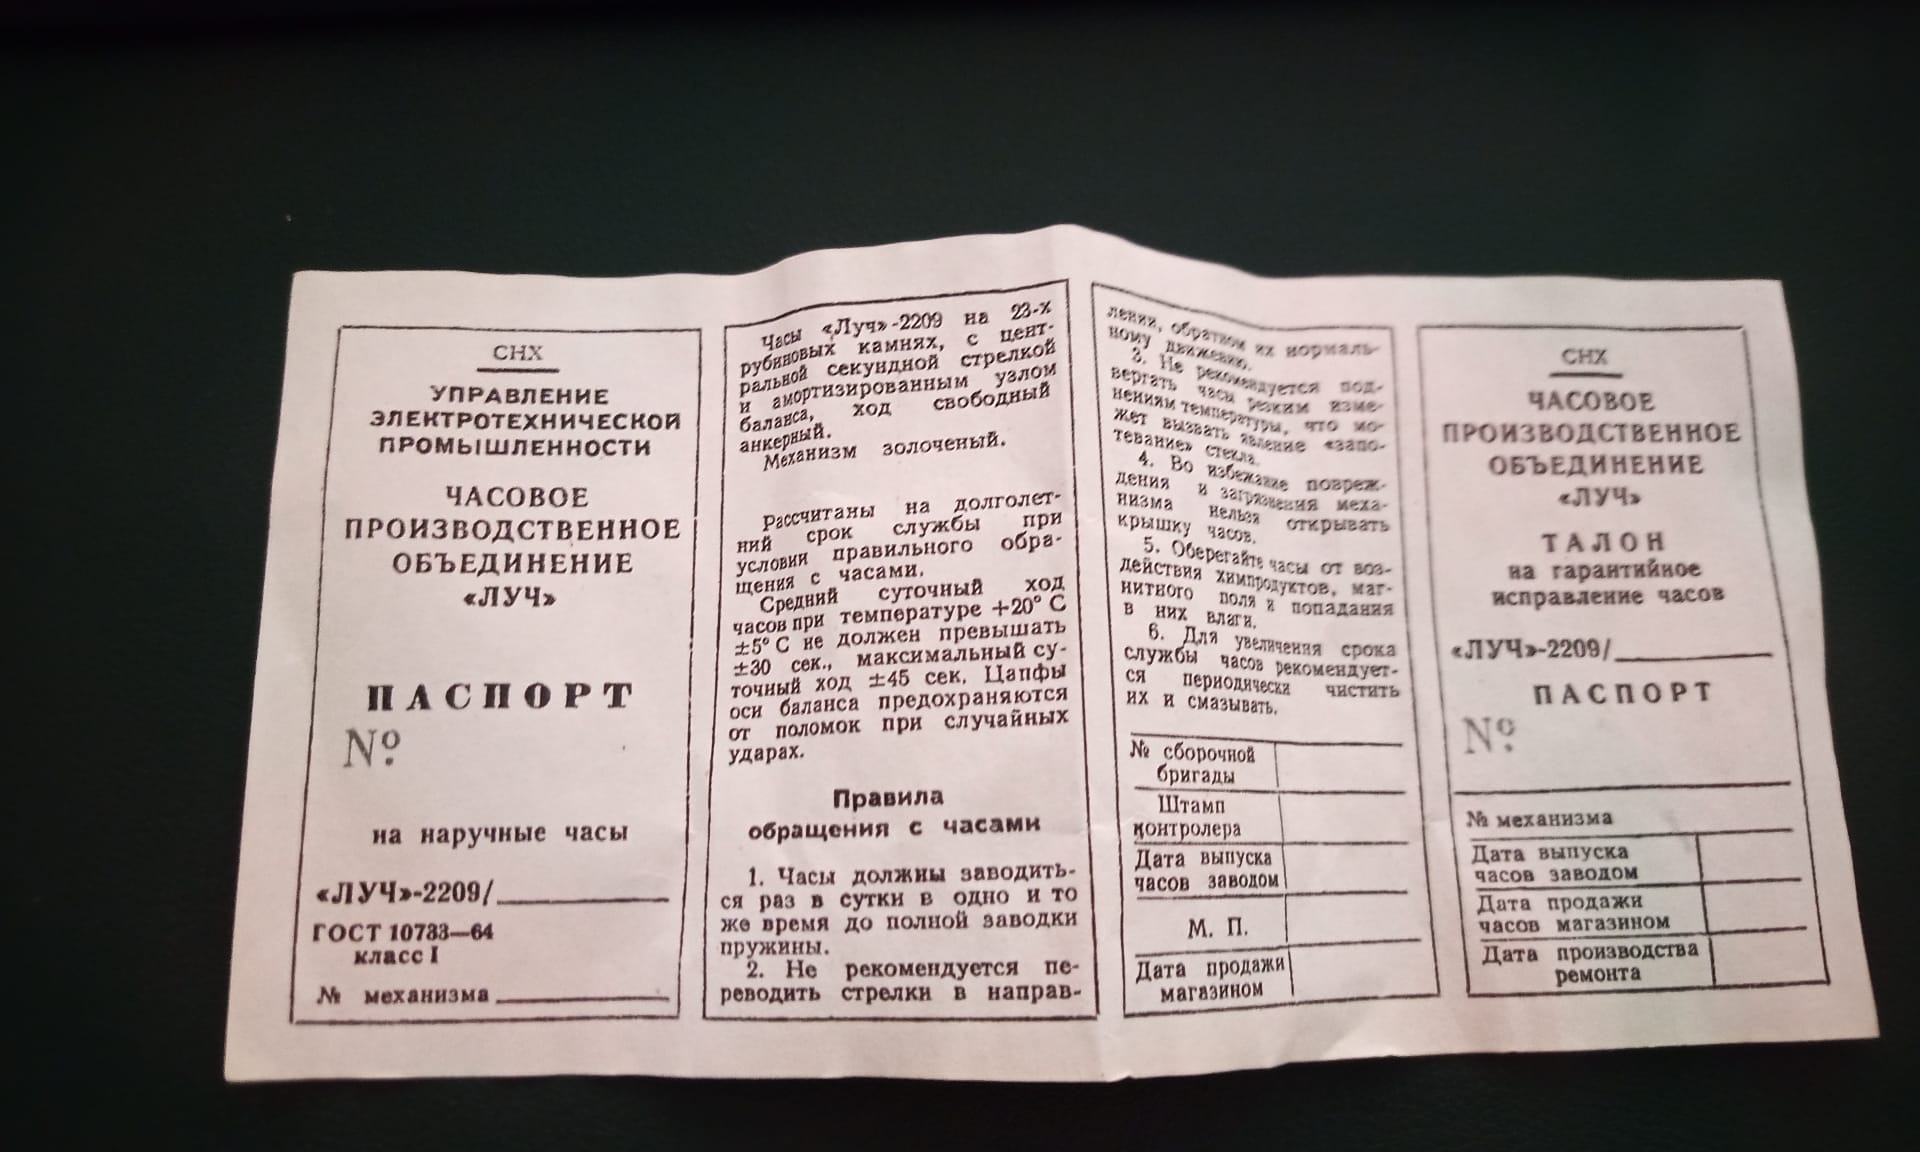 СНХ
УПРАВЛЕНИЕ
ЭЛЕКТРОТЕХНИЧЕСКОЙ
ПРОМЫШЛЕННОСТИ
ЧАСОВОЕ
ПРОИЗВОДСТВЕННОЕ
ОБЪЕДИНЕНИЕ
«ЛУЧ»
ПАСПОРТ
№
на наручные часы
«ЛУЧ»-2209/
ГОСТ 10733—64
класс I
№ механизма
Часы «Луч»-2209 на 23-х
рубиновых камнях, с цент-
ральной секундной стрелкой
и амортизированным узлом
баланса, ход свободный
анкерный.
Механизм золоченый.
Рассчитаны на долголет-
ний срок службы при
условии правильного обра-
щения с часами.
Средний суточный ход
часов при температуре +20° С
±5° С не должен превышать
±30 сек., максимальный су-
точный ход ±45 сек. Цапфы
оси баланса предохраняются
от поломок при случайных
ударах.
Правила
обращения с часами
1. Часы должны заводить-
ся раз в сутки в одно и то
же время до полной заводки
пружины.
2. Не рекомендуется пе-
реводить стрелки в направ-
лении, обратном их нормаль-
ному движению.
3. Не рекомендуется под-
вергать часы резким изме-
нениям температуры, что мо-
жет вызвать явление «запо-
тевание» стекла.
4. Во избежание повреж-
дения и загрязнения меха-
низма нельзя открывать
крышку часов.
5. Оберегайте часы от воз-
действия химпродуктов, маг-
нитного поля и попадания
в них влаги.
6. Для увеличения срока
службы часов рекомендует-
ся периодически чистить
их и смазывать.
№ сборочной
бригады
Штамп
контролера
Дата выпуска
часов заводом
М. П.
Дата продажи
магазином
СНХ
ЧАСОВОЕ
ПРОИЗВОДСТВЕННОЕ
ОБЪЕДИНЕНИЕ
«ЛУЧ»
ТАЛОН
на гарантийное
исправление часов
«ЛУЧ»-2209/
ПАСПОРТ
№
№ механизма
Дата выпуска
часов заводом
Дата продажи
часов магазином
Дата производства
ремонта